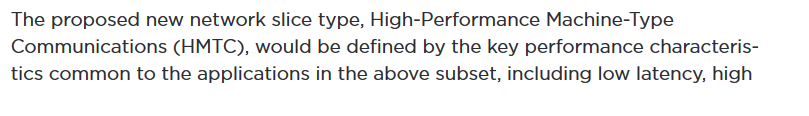 The proposed new network slice type, High-Performance Machine-Type
Communications (HMTC), would be defined by the key performance characteris-
tics common to the applications in the above subset, including low latency, high